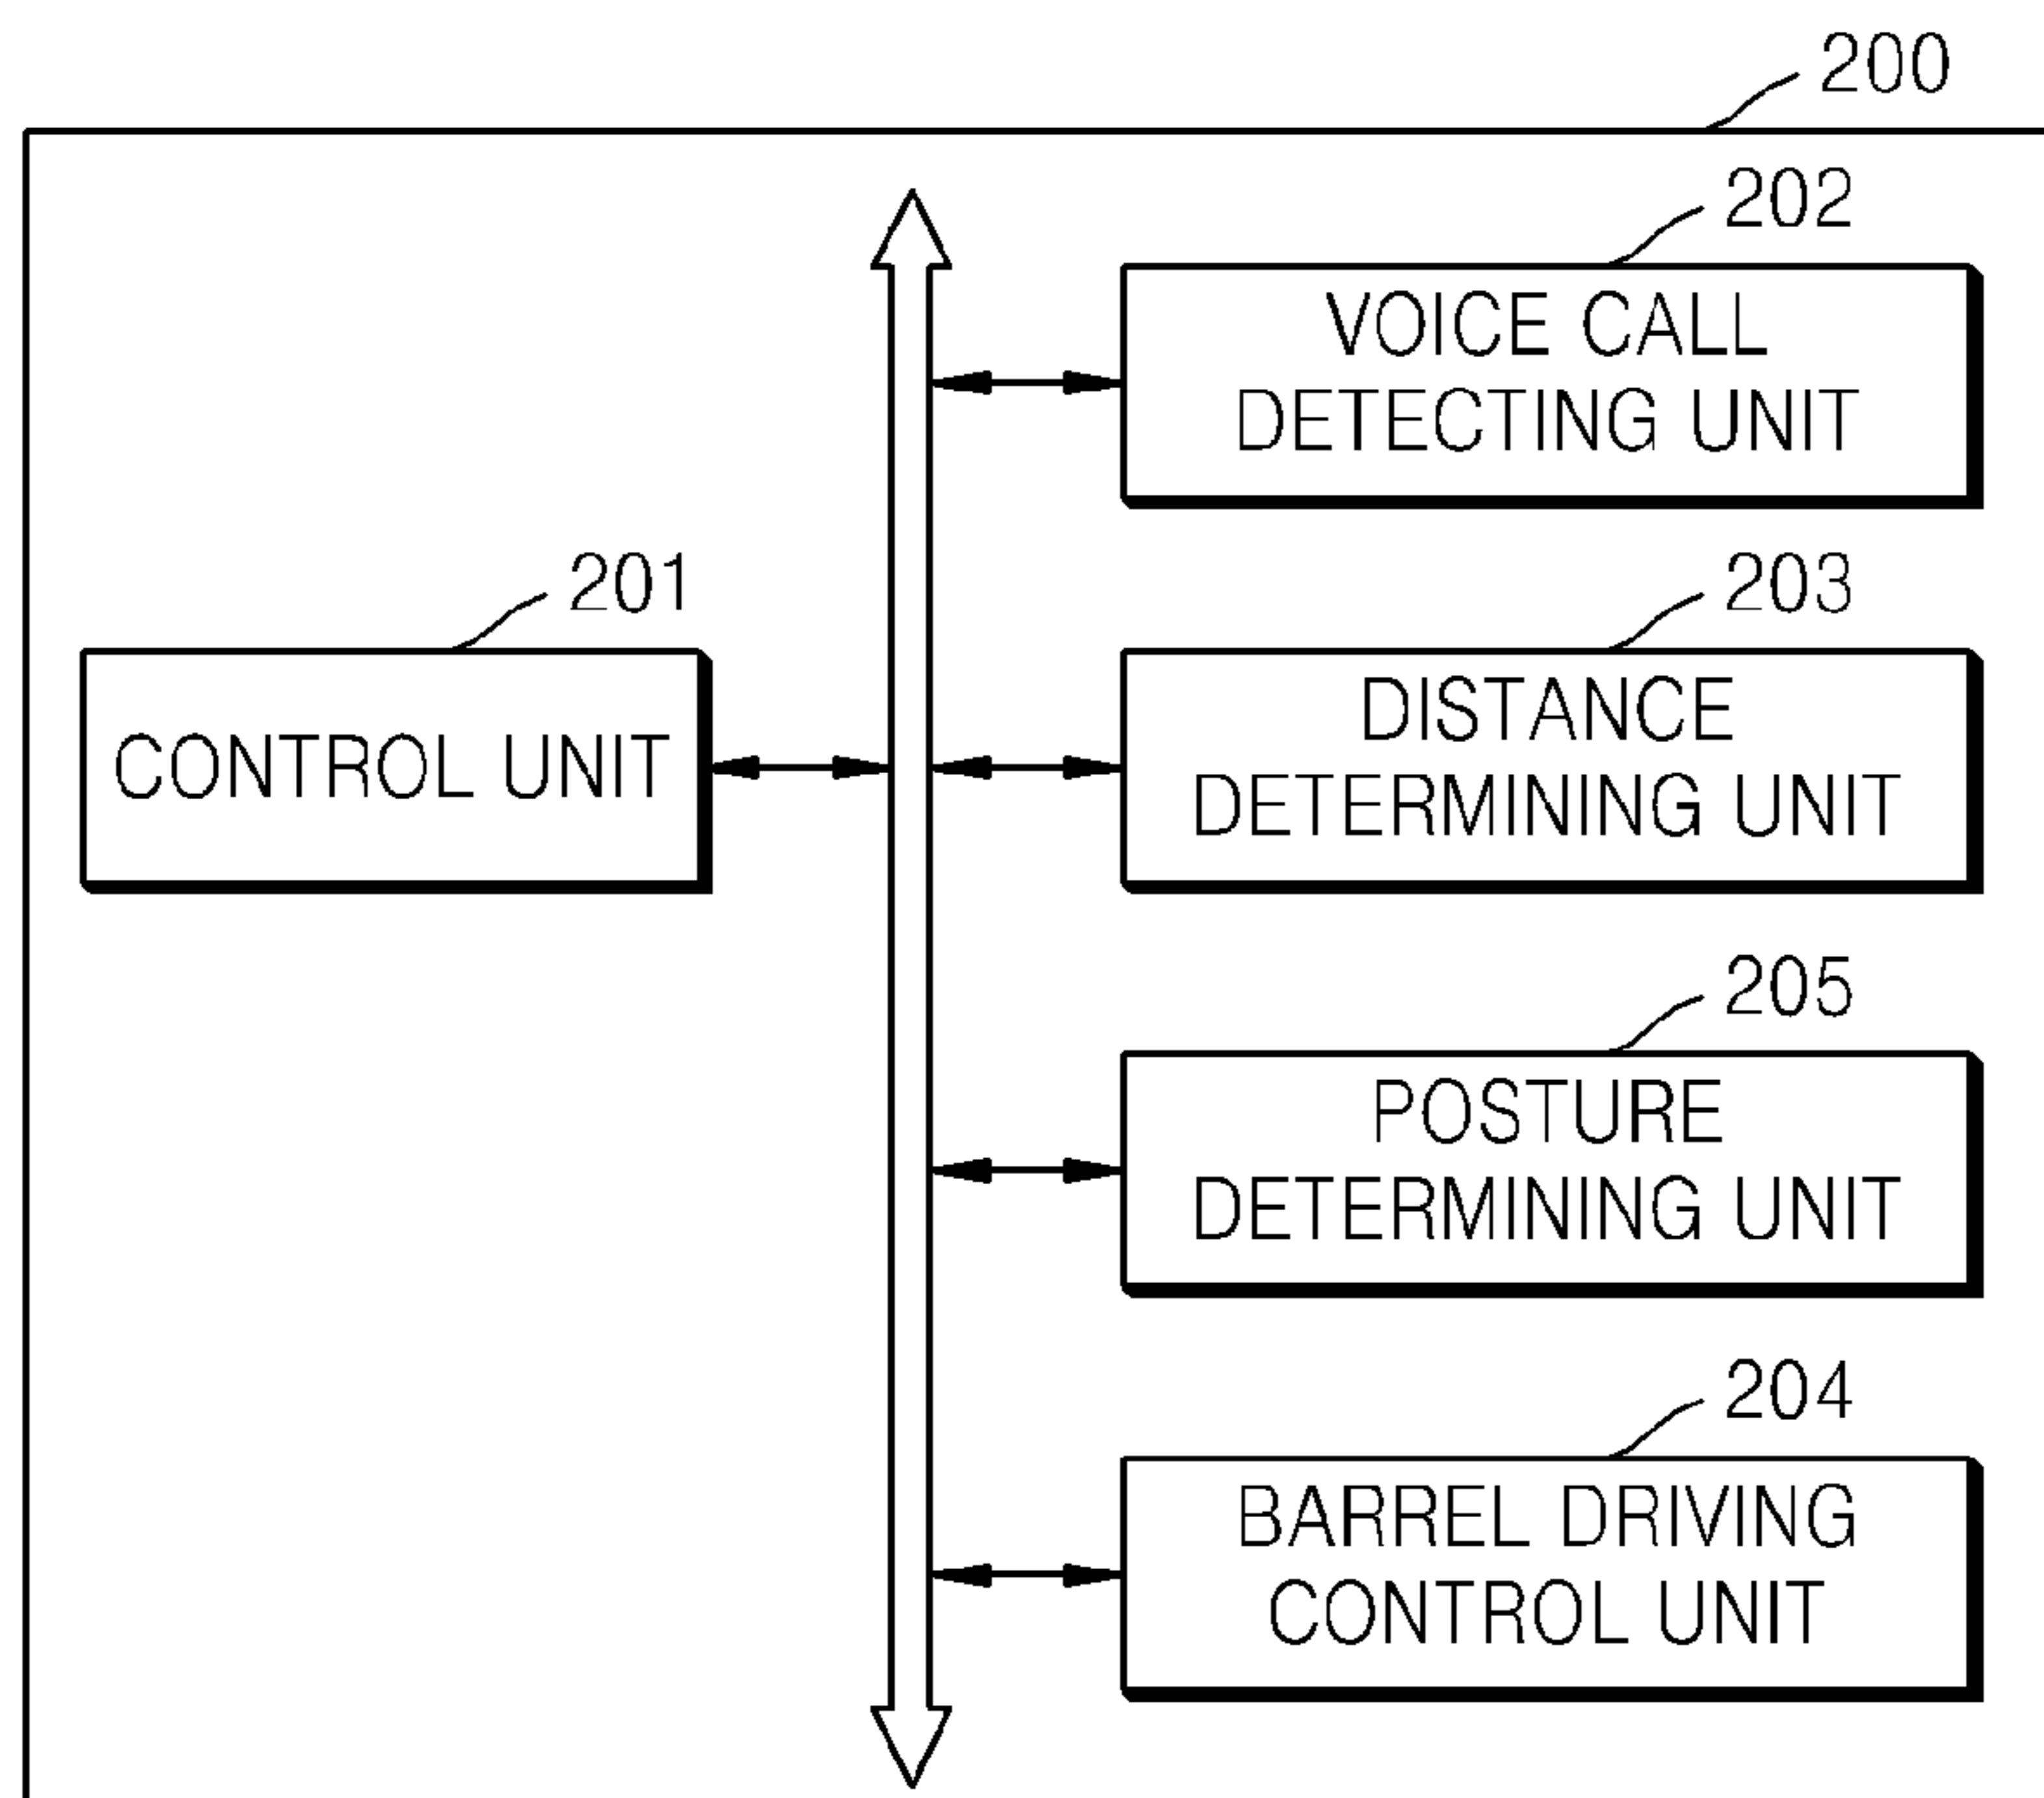 200
202
VOICE CALL
DETECTING UNIT
201
CONTROL UNIT
203
DISTANCE
DETERMINING UNIT
205
POSTURE
DETERMINING UNIT
204
BARREL DRIVING
CONTROL UNIT